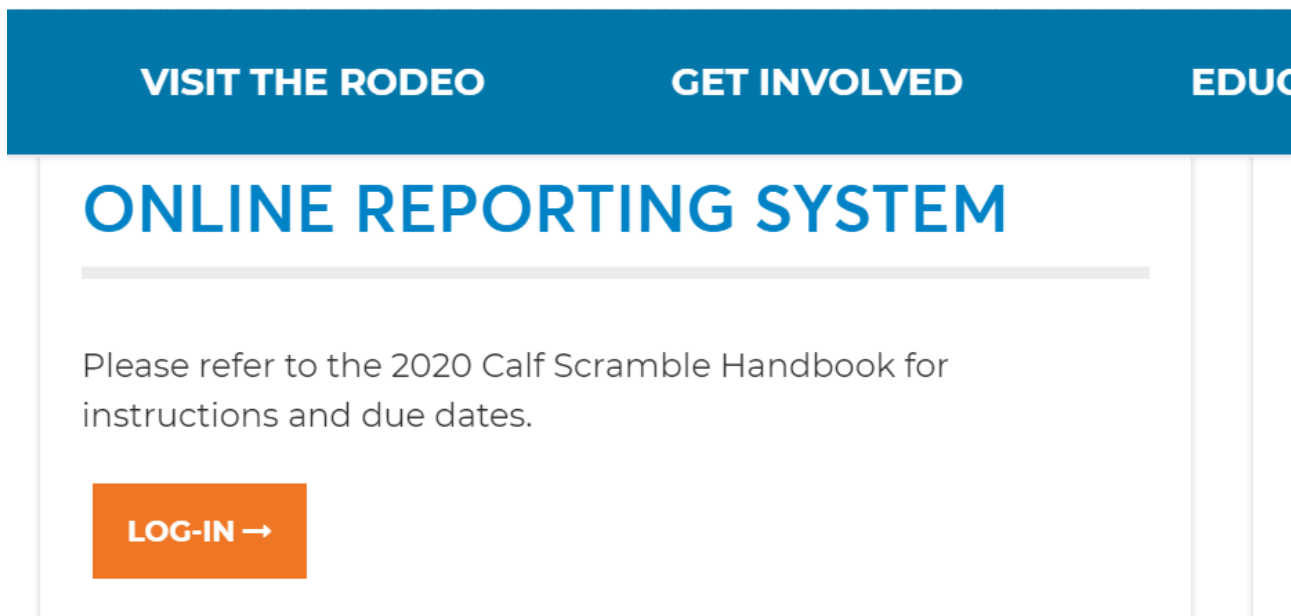 VISIT THE RODEO GET INVOLVED
ONLINE REPORTING SYSTEM
Please refer to the 2020 Calf Scramble Handbook for
instructions and due dates.
LOG-IN →